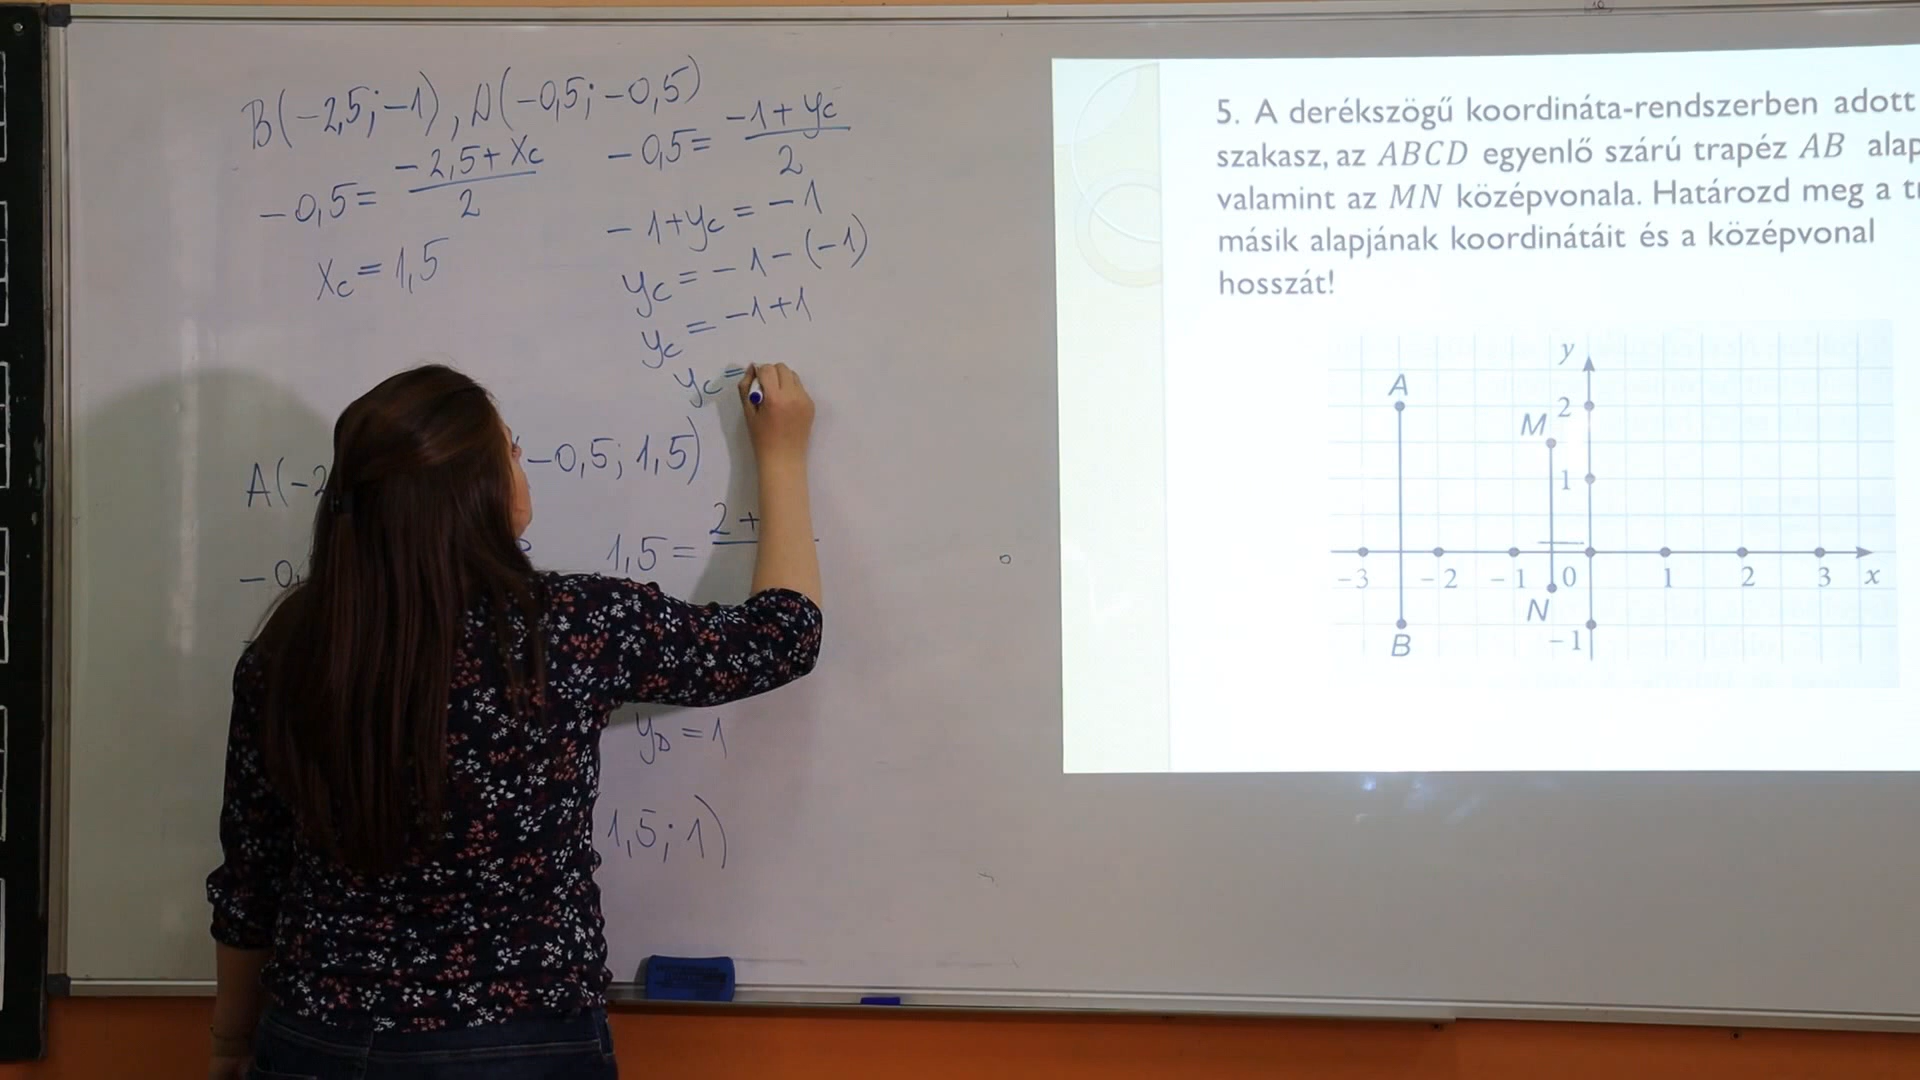 B(-2,5; -1), N(-0,5; -0,5)
-0,5 = (-2,5 + xc)/2
xc = 1,5
-0,5 = (-1 + yc)/2
-1 + yc = -1
yc = -1 - (-1)
yc = -1 + 1
yc =
A(-2
-0,5; 1,5)
-0,
1,5 = 2 +
yD = 1
1,5; 1)
5. A derékszögű koordináta-rendszerben adott
szakasz, az ABCD egyenlő szárú trapéz AB alap
valamint az MN középvonala. Határozd meg a
másik alapjának koordinátáit és a középvonal
hosszát!
y
A
2
M
1
-3 -2 -1 0 1 2 3 x
N
-1
B